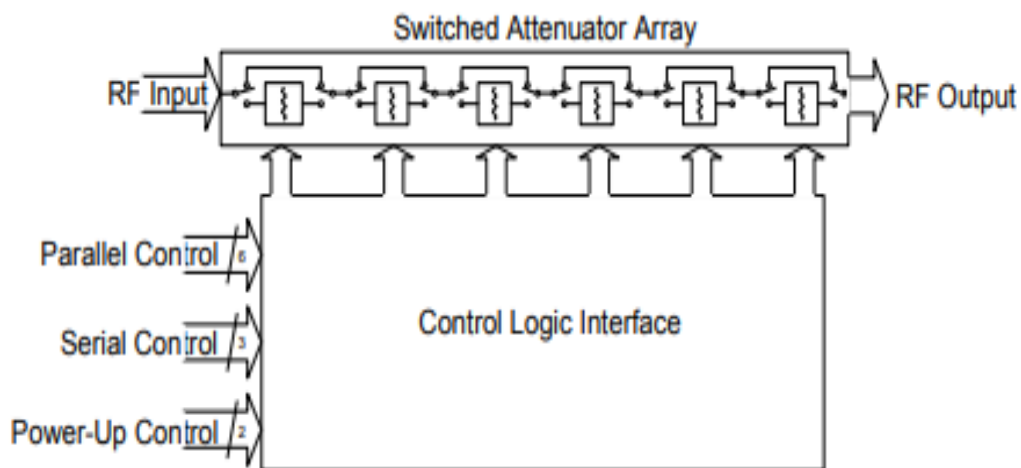 Switched Attenuator Array
RF Input
RF Output
Parallel Control
6
Control Logic Interface
Serial Control
3
Power-Up Control
2